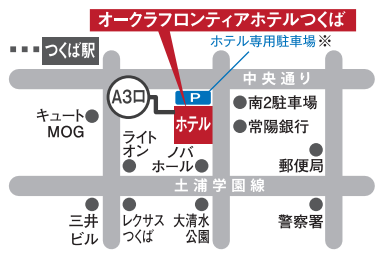 オークラフロンティアホテルつくば
ホテル専用駐車場※
つくば駅
中央通り
A3口
P
ホテル
南2駐車場
常陽銀行
キュート
MOG
ライト
オン
ノバ
ホール
郵便局
土浦学園線
三井
ビル
レクサス
つくば
大清水
公園
警察署